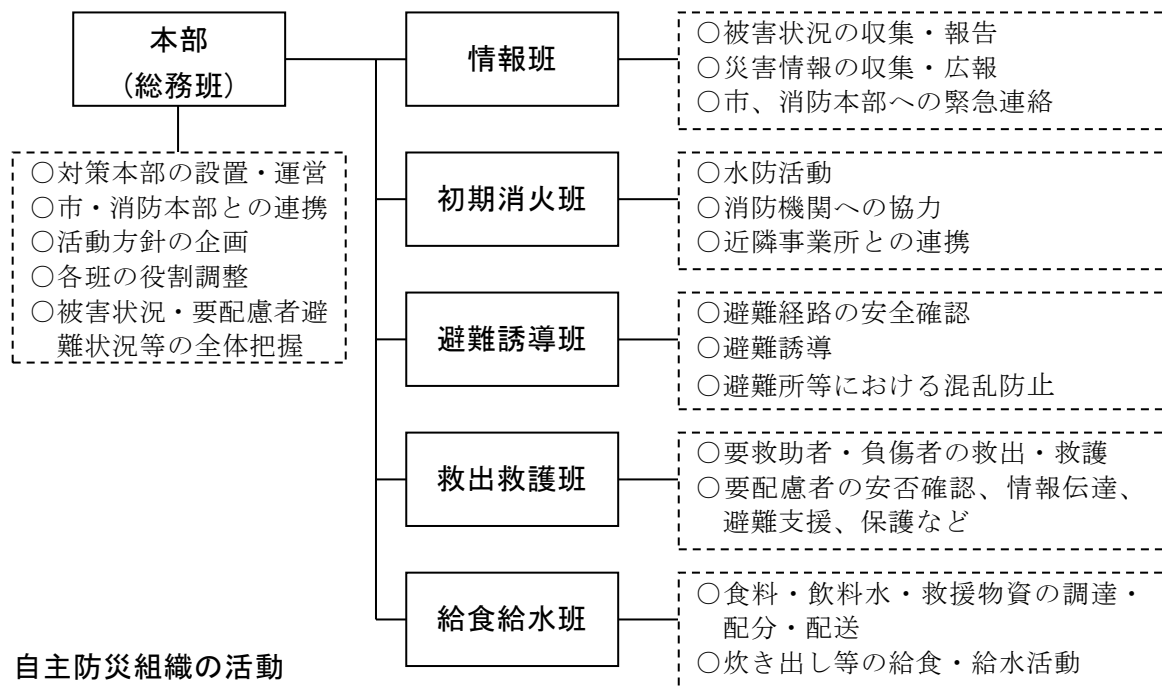 本部
(総務班)
○対策本部の設置・運営
○市・消防本部との連携
○活動方針の企画
○各班の役割調整
○被害状況・要配慮者避
難状況等の全体把握
情報班
○被害状況の収集・報告
○災害情報の収集・広報
○市、消防本部への緊急連絡
初期消火班
○水防活動
○消防機関への協力
○近隣事業所との連携
避難誘導班
○避難経路の安全確認
○避難誘導
○避難所等における混乱防止
救出救護班
○要救助者・負傷者の救出・救護
○要配慮者の安否確認、情報伝達、
避難支援、保護など
給食給水班
○食料・飲料水・救援物資の調達・
配分・配送
○炊き出し等の給食・給水活動
自主防災組織の活動